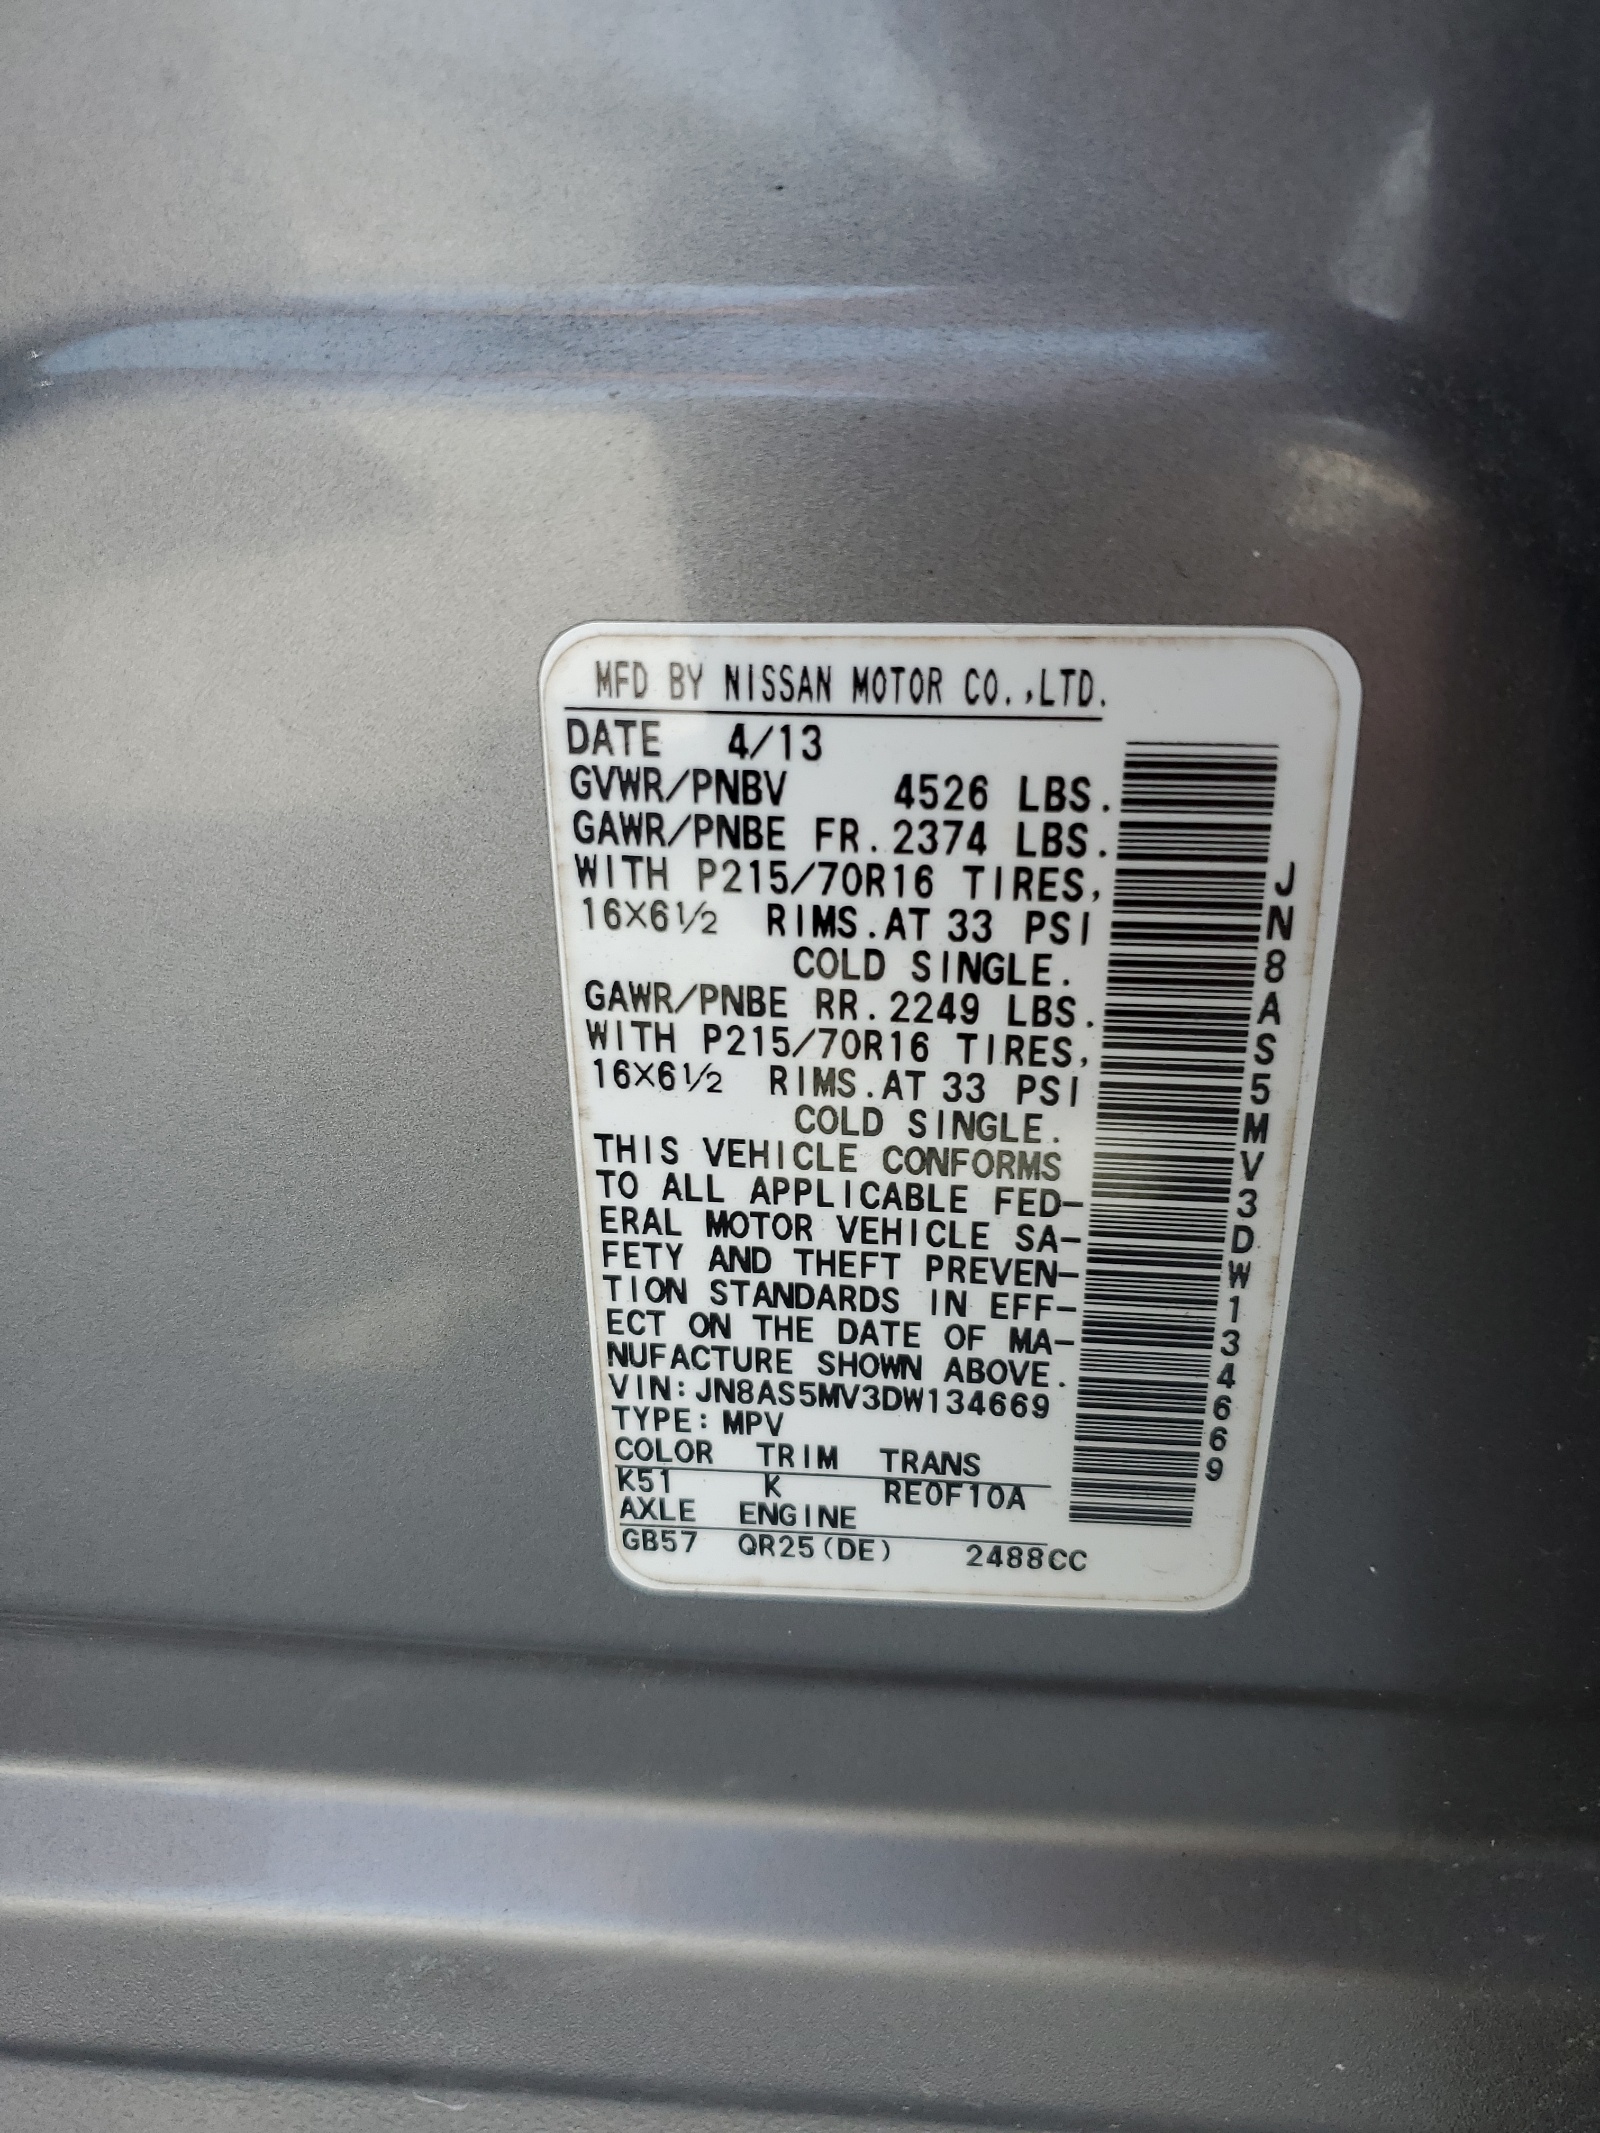 MFD BY NISSAN MOTOR CO.,LTD.
DATE 4/13
GVWR/PNBV 4526 LBS.
GAWR/PNBE FR. 2374 LBS.
WITH P215/70R16 TIRES,
16X6½ RIMS.AT 33 PSI
COLD SINGLE.
GAWR/PNBE RR. 2249 LBS.
WITH P215/70R16 TIRES,
16X6½ RIMS.AT 33 PSI
COLD SINGLE.
THIS VEHICLE CONFORMS
TO ALL APPLICABLE FED-
ERAL MOTOR VEHICLE SA-
FETY AND THEFT PREVEN-
TION STANDARDS IN EFF-
ECT ON THE DATE OF MA-
NUFACTURE SHOWN ABOVE.
VIN:JN8AS5MV3DW134669
TYPE:MPV
COLOR TRIM TRANS
K51 K RE0F10A
AXLE ENGINE
GB57 QR25(DE) 2488CC
JN8AS5MV3DW134669